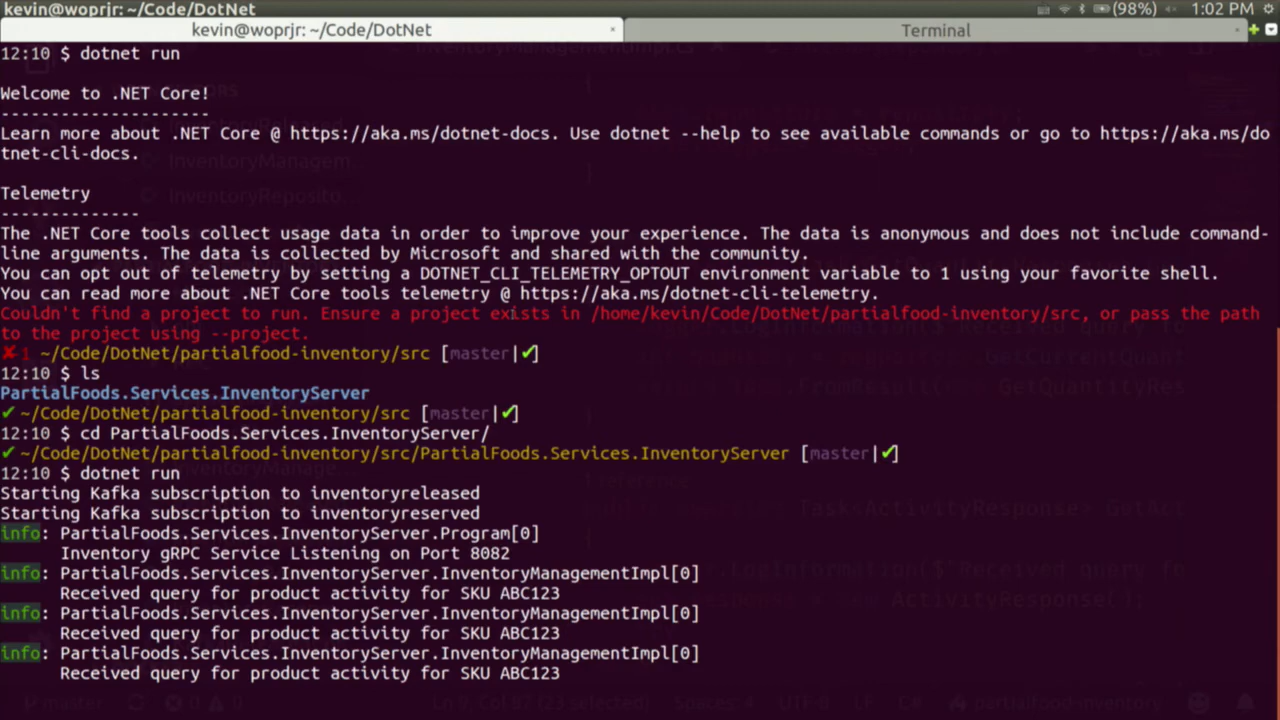 kevin@woprjr: ~/Code/DotNet
(98%)
1:02 PM
kevin@woprjr: ~/Code/DotNet
Terminal
12:10 $ dotnet run
Welcome to .NET Core!
---------------------
Learn more about .NET Core @ https://aka.ms/dotnet-docs. Use dotnet --help to see available commands or go to https://aka.ms/do
tnet-cli-docs.
Telemetry
--------------
The .NET Core tools collect usage data in order to improve your experience. The data is anonymous and does not include command-
line arguments. The data is collected by Microsoft and shared with the community.
You can opt out of telemetry by setting a DOTNET_CLI_TELEMETRY_OPTOUT environment variable to 1 using your favorite shell.
You can read more about .NET Core tools telemetry @ https://aka.ms/dotnet-cli-telemetry.
Couldn't find a project to run. Ensure a project exists in /home/kevin/Code/DotNet/partialfood-inventory/src, or pass the path
to the project using --project.
✘ 1 ~/Code/DotNet/partialfood-inventory/src [master|✔]
12:10 $ ls
PartialFoods.Services.InventoryServer
✔ ~/Code/DotNet/partialfood-inventory/src [master|✔]
12:10 $ cd PartialFoods.Services.InventoryServer/
✔ ~/Code/DotNet/partialfood-inventory/src/PartialFoods.Services.InventoryServer [master|✔]
12:10 $ dotnet run
Starting Kafka subscription to inventoryreleased
Starting Kafka subscription to inventoryreserved
info: PartialFoods.Services.InventoryServer.Program[0]
Inventory gRPC Service Listening on Port 8082
info: PartialFoods.Services.InventoryServer.InventoryManagementImpl[0]
Received query for product activity for SKU ABC123
info: PartialFoods.Services.InventoryServer.InventoryManagementImpl[0]
Received query for product activity for SKU ABC123
info: PartialFoods.Services.InventoryServer.InventoryManagementImpl[0]
Received query for product activity for SKU ABC123